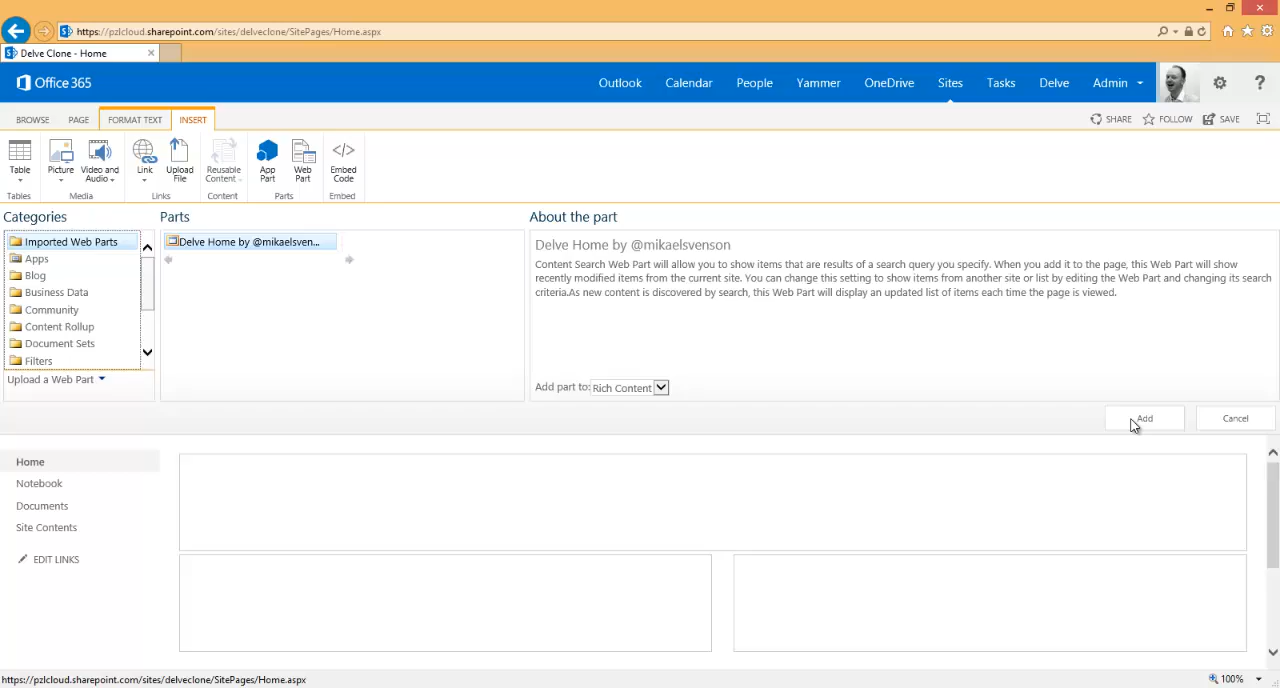 https://pzlcloud.sharepoint.com/sites/delveclone/SitePages/Home.aspx
Delve Clone - Home
Office 365
Outlook Calendar People Yammer OneDrive Sites Tasks Delve Admin
BROWSE PAGE FORMAT TEXT INSERT
SHARE FOLLOW SAVE
Table
Picture
Video and Audio
Link
Upload File
Reusable Content
App Part
Web Part
Embed Code
Tables Media Links Content Parts Embed
Categories
Imported Web Parts
Apps
Blog
Business Data
Community
Content Rollup
Document Sets
Filters
Upload a Web Part
Parts
Delve Home by @mikaelsven...
About the part
Delve Home by @mikaelsvenson
Content Search Web Part will allow you to show items that are results of a search query you specify. When you add it to the page, this Web Part will show
recently modified items from the current site. You can change this setting to show items from another site or list by editing the Web Part and changing its search
criteria.As new content is discovered by search, this Web Part will display an updated list of items each time the page is viewed.
Add part to: Rich Content
Add Cancel
Home
Notebook
Documents
Site Contents
EDIT LINKS
https://pzlcloud.sharepoint.com/sites/delveclone/SitePages/Home.aspx
100%